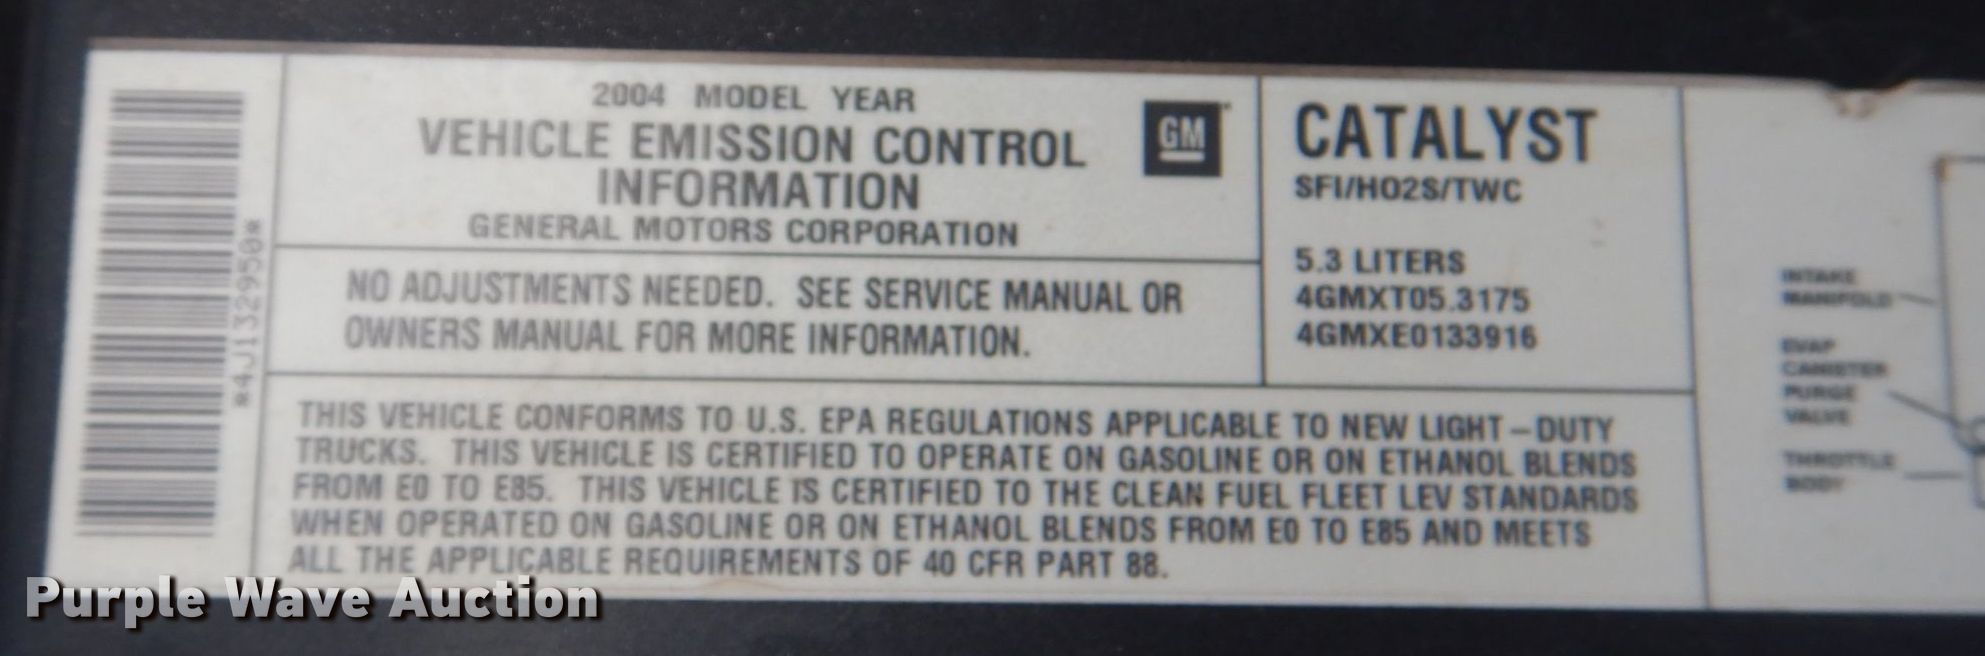 *4J132950*
2004 MODEL YEAR
VEHICLE EMISSION CONTROL
INFORMATION
GENERAL MOTORS CORPORATION
GM
NO ADJUSTMENTS NEEDED. SEE SERVICE MANUAL OR
OWNERS MANUAL FOR MORE INFORMATION.
CATALYST
SFI/HO2S/TWC
5.3 LITERS
4GMXT05.3175
4GMXE0133916
THIS VEHICLE CONFORMS TO U.S. EPA REGULATIONS APPLICABLE TO NEW LIGHT-DUTY
TRUCKS. THIS VEHICLE IS CERTIFIED TO OPERATE ON GASOLINE OR ON ETHANOL BLENDS
FROM E0 TO E85. THIS VEHICLE IS CERTIFIED TO THE CLEAN FUEL FLEET LEV STANDARDS
WHEN OPERATED ON GASOLINE OR ON ETHANOL BLENDS FROM E0 TO E85 AND MEETS
ALL THE APPLICABLE REQUIREMENTS OF 40 CFR PART 88.
INTAKE
MANIFOLD
EVAP
CANISTER
PURGE
VALVE
THROTTLE
BODY
Purple Wave Auction